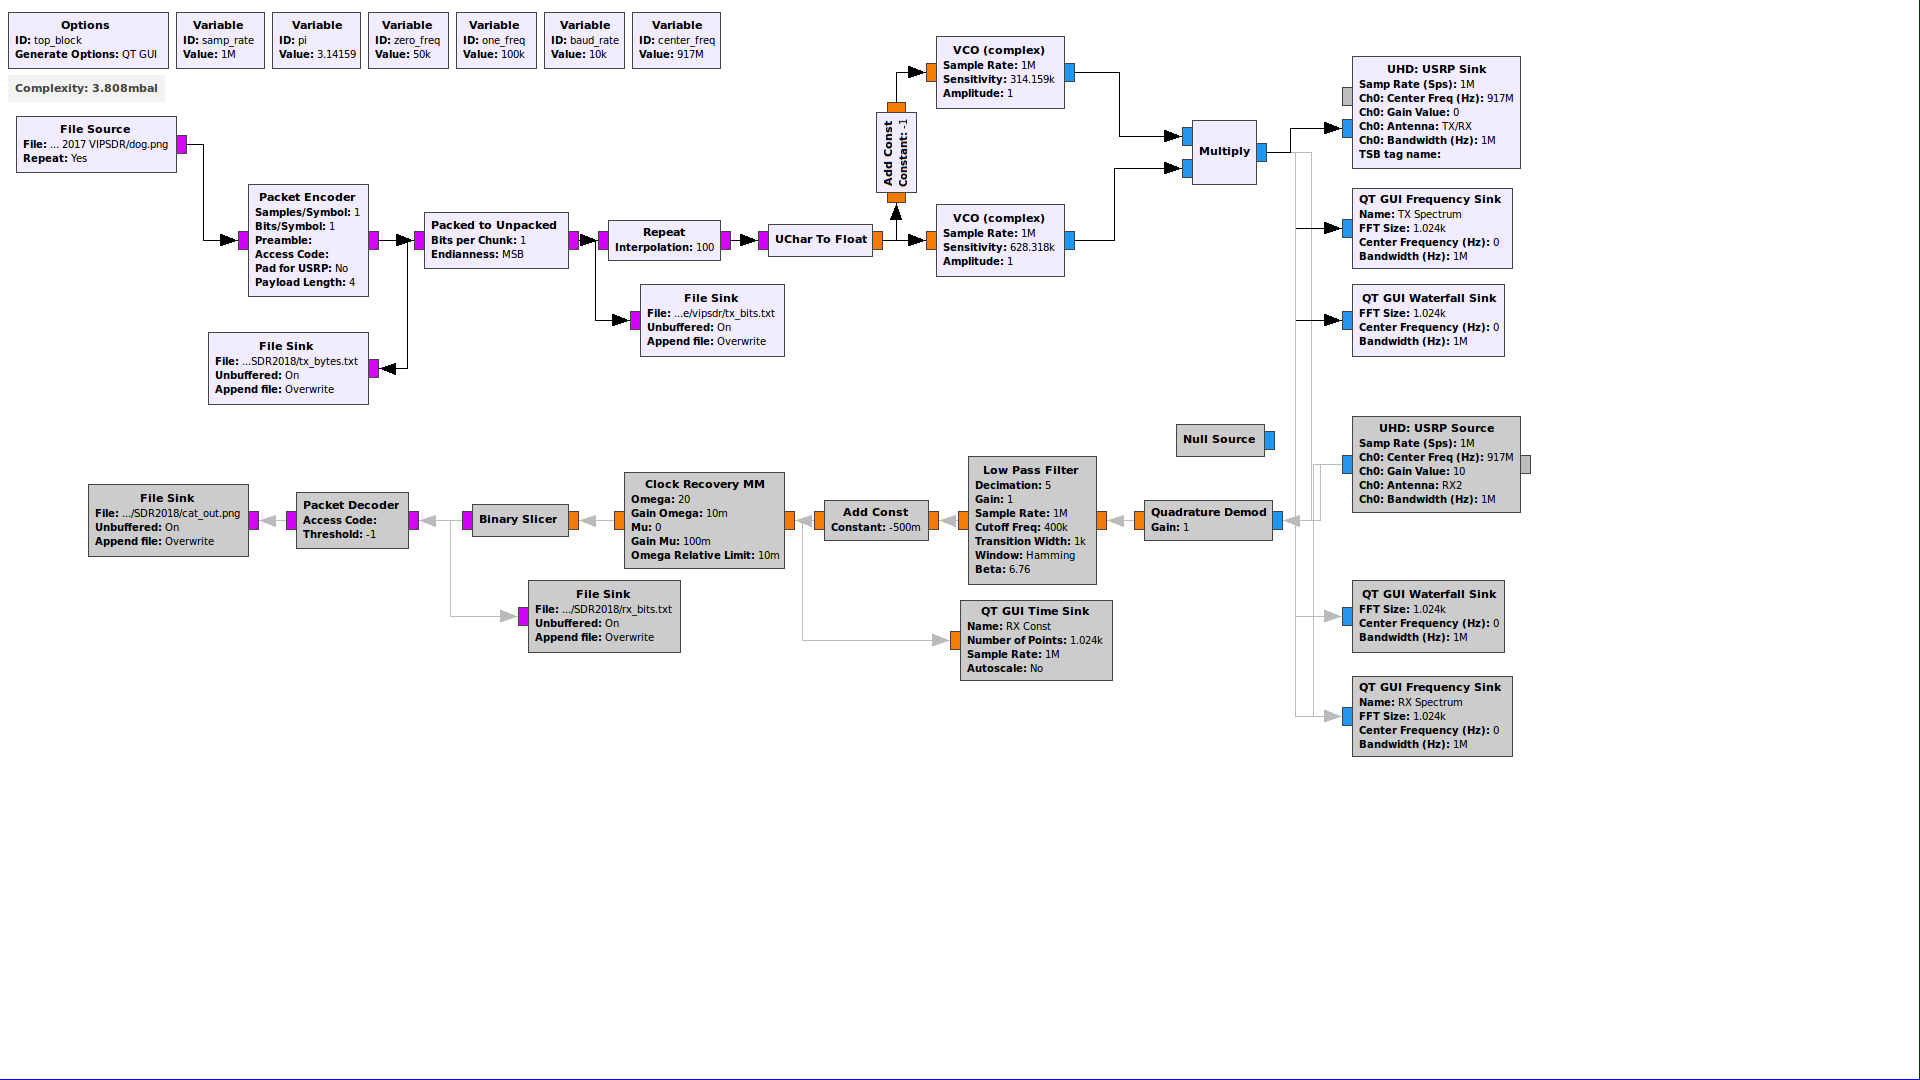 Options
ID: top_block
Generate Options: QT GUI
Variable
ID: samp_rate
Value: 1M
Variable
ID: pi
Value: 3.14159
Variable
ID: zero_freq
Value: 50k
Variable
ID: one_freq
Value: 100k
Variable
ID: baud_rate
Value: 10k
Variable
ID: center_freq
Value: 917M
Complexity: 3.808mbal
File Source
File: ... 2017 VIPSDR/dog.png
Repeat: Yes
Packet Encoder
Samples/Symbol: 1
Bits/Symbol: 1
Preamble:
Access Code:
Pad for USRP: No
Payload Length: 4
File Sink
File: ...SDR2018/tx_bytes.txt
Unbuffered: On
Append file: Overwrite
Packed to Unpacked
Bits per Chunk: 1
Endianness: MSB
Repeat
Interpolation: 100
File Sink
File: ...e/vipsdr/tx_bits.txt
Unbuffered: On
Append file: Overwrite
UChar To Float
Add Const
Constant: -1
VCO (complex)
Sample Rate: 1M
Sensitivity: 314.159k
Amplitude: 1
VCO (complex)
Sample Rate: 1M
Sensitivity: 628.318k
Amplitude: 1
Multiply
UHD: USRP Sink
Samp Rate (Sps): 1M
Ch0: Center Freq (Hz): 917M
Ch0: Gain Value: 0
Ch0: Antenna: TX/RX
Ch0: Bandwidth (Hz): 1M
TSB tag name:
QT GUI Frequency Sink
Name: TX Spectrum
FFT Size: 1.024k
Center Frequency (Hz): 0
Bandwidth (Hz): 1M
QT GUI Waterfall Sink
FFT Size: 1.024k
Center Frequency (Hz): 0
Bandwidth (Hz): 1M
Null Source
UHD: USRP Source
Samp Rate (Sps): 1M
Ch0: Center Freq (Hz): 917M
Ch0: Gain Value: 10
Ch0: Antenna: RX2
Ch0: Bandwidth (Hz): 1M
Quadrature Demod
Gain: 1
Low Pass Filter
Decimation: 5
Gain: 1
Sample Rate: 1M
Cutoff Freq: 400k
Transition Width: 1k
Window: Hamming
Beta: 6.76
Add Const
Constant: -500m
Clock Recovery MM
Omega: 20
Gain Omega: 10m
Mu: 0
Gain Mu: 100m
Omega Relative Limit: 10m
Binary Slicer
Packet Decoder
Access Code:
Threshold: -1
File Sink
File: .../SDR2018/cat_out.png
Unbuffered: On
Append file: Overwrite
File Sink
File: .../SDR2018/rx_bits.txt
Unbuffered: On
Append file: Overwrite
QT GUI Time Sink
Name: RX Const
Number of Points: 1.024k
Sample Rate: 1M
Autoscale: No
QT GUI Waterfall Sink
FFT Size: 1.024k
Center Frequency (Hz): 0
Bandwidth (Hz): 1M
QT GUI Frequency Sink
Name: RX Spectrum
FFT Size: 1.024k
Center Frequency (Hz): 0
Bandwidth (Hz): 1M